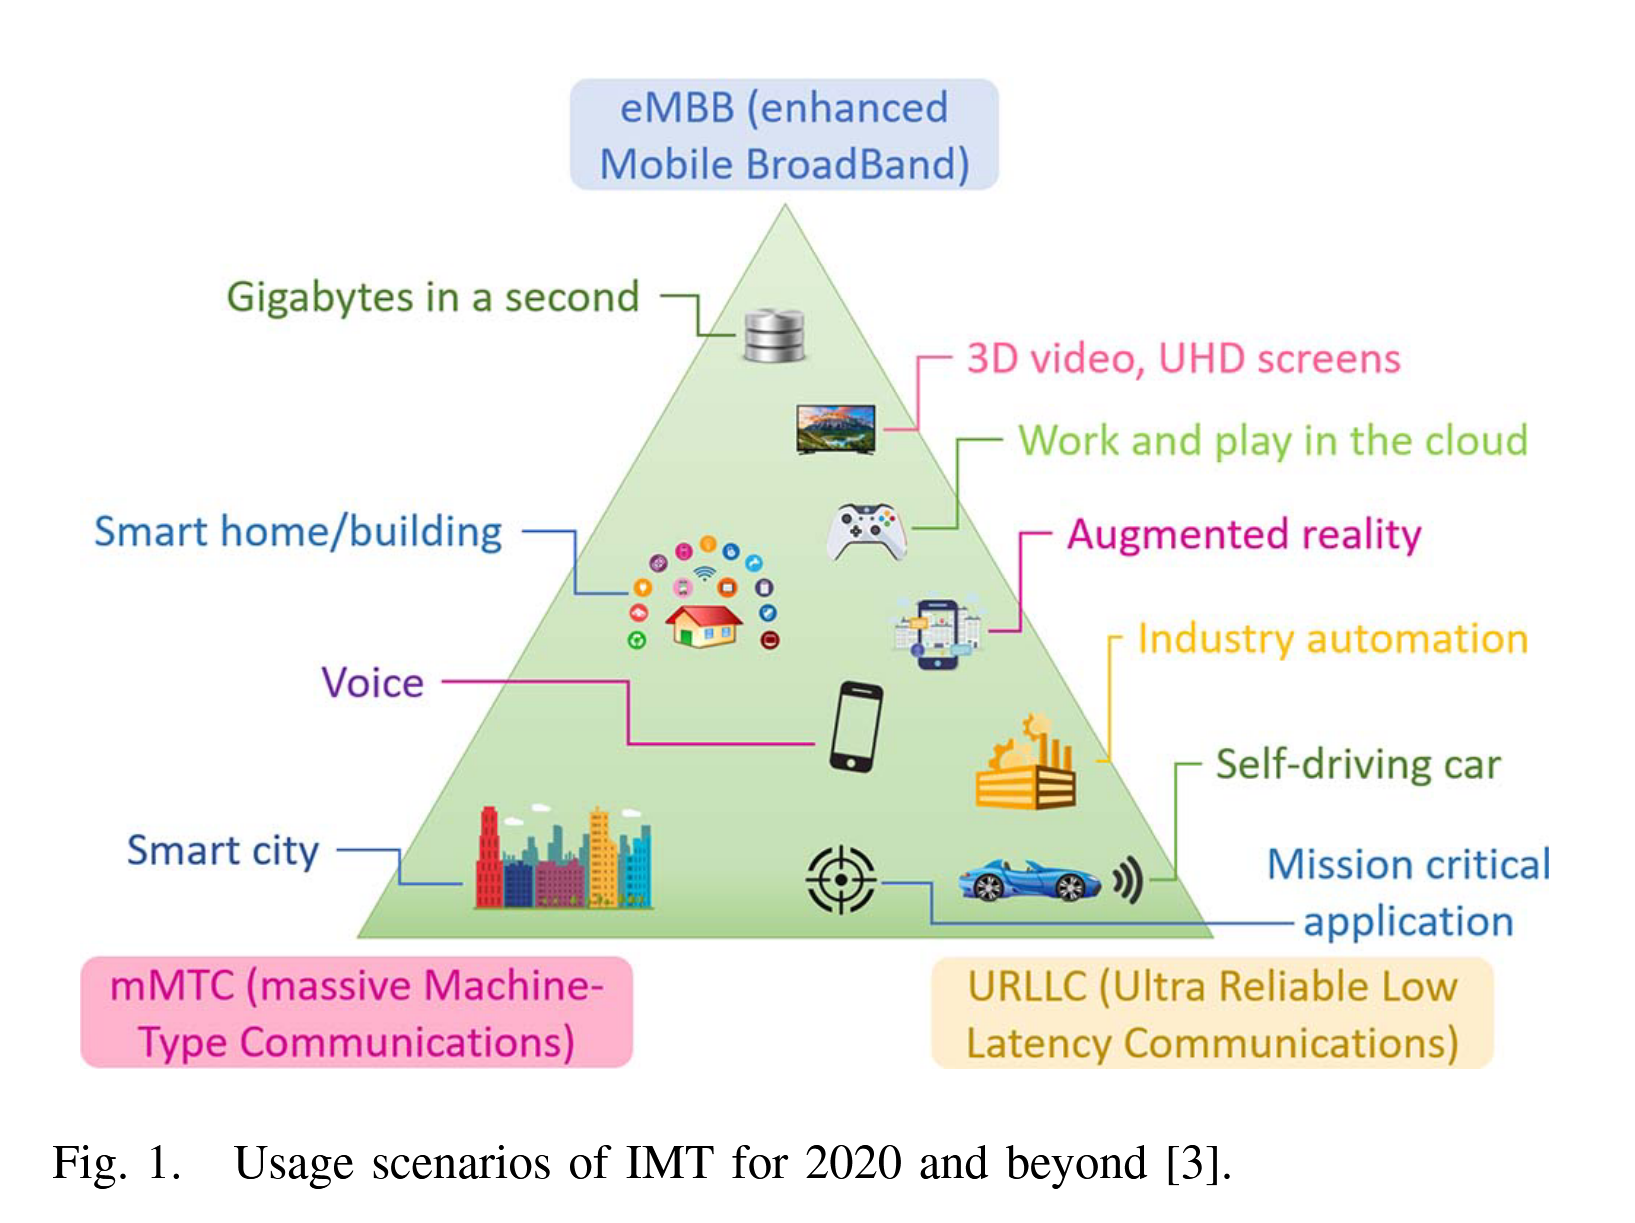 eMBB (enhanced
Mobile BroadBand)
Gigabytes in a second
3D video, UHD screens
Work and play in the cloud
Smart home/building
Augmented reality
Industry automation
Voice
Self-driving car
Smart city
Mission critical
application
mMTC (massive Machine-
Type Communications)
URLLC (Ultra Reliable Low
Latency Communications)
Fig. 1. Usage scenarios of IMT for 2020 and beyond [3].